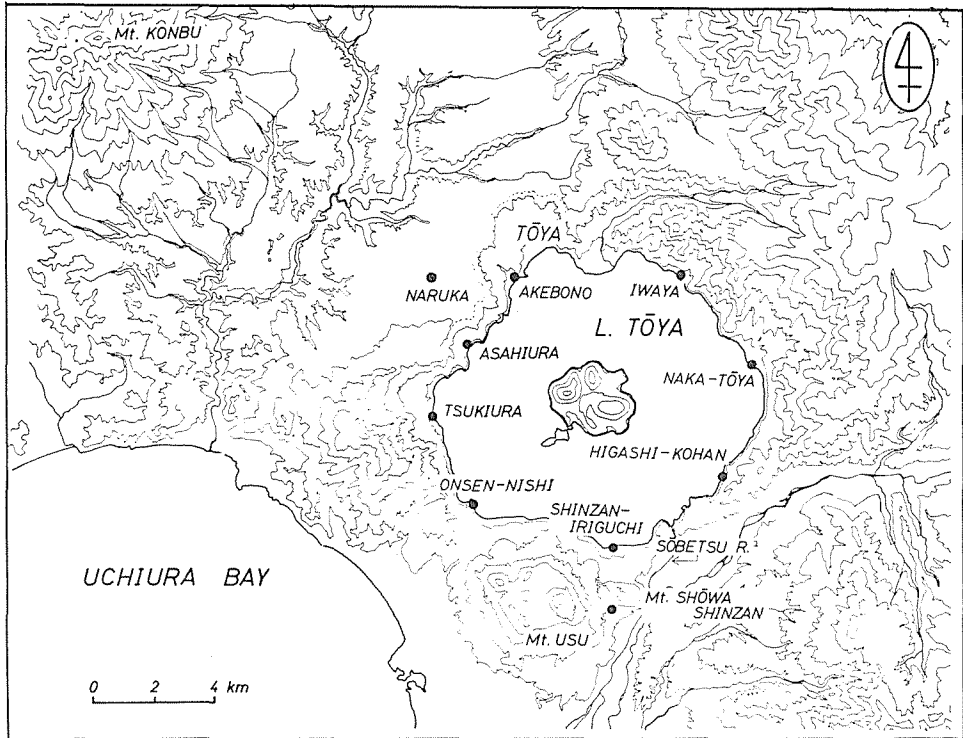 Mt. KŌNBU
TŌYA
NARUKA
AKEBONO
IWAYA
L. TŌYA
ASAHIURA
NAKA-TŌYA
TSUKIURA
HIGASHI-KOHAN
ONSEN-NISHI
SHINZAN-
IRIGUCHI
SŌBETSU R.
UCHIURA BAY
Mt. SHŌWA
SHINZAN
Mt. USU
0 2 4 km